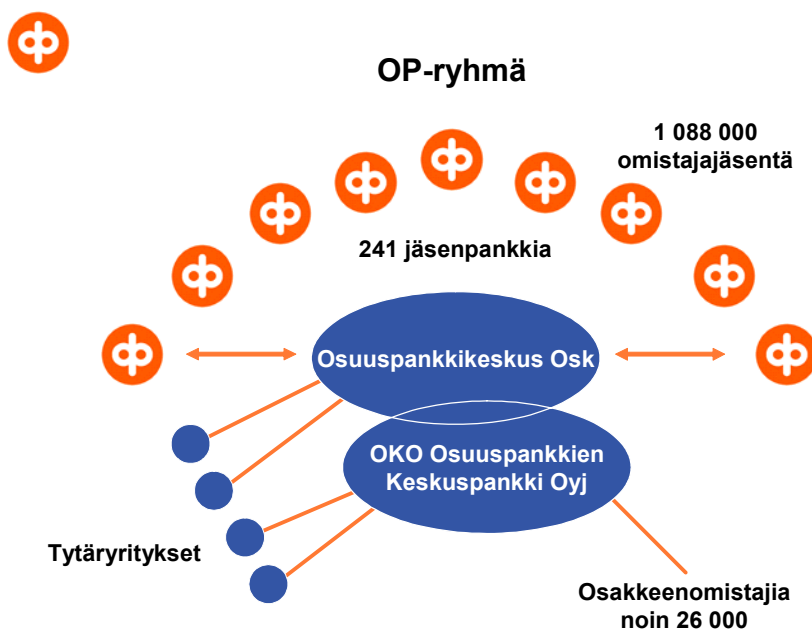 OP-ryhmä
1 088 000
omistajajäsentä
241 jäsenpankkia
Osuuspankkikeskus Osk
OKO Osuuspankkien
Keskuspankki Oyj
Tytäryritykset
Osakkeenomistajia
noin 26 000